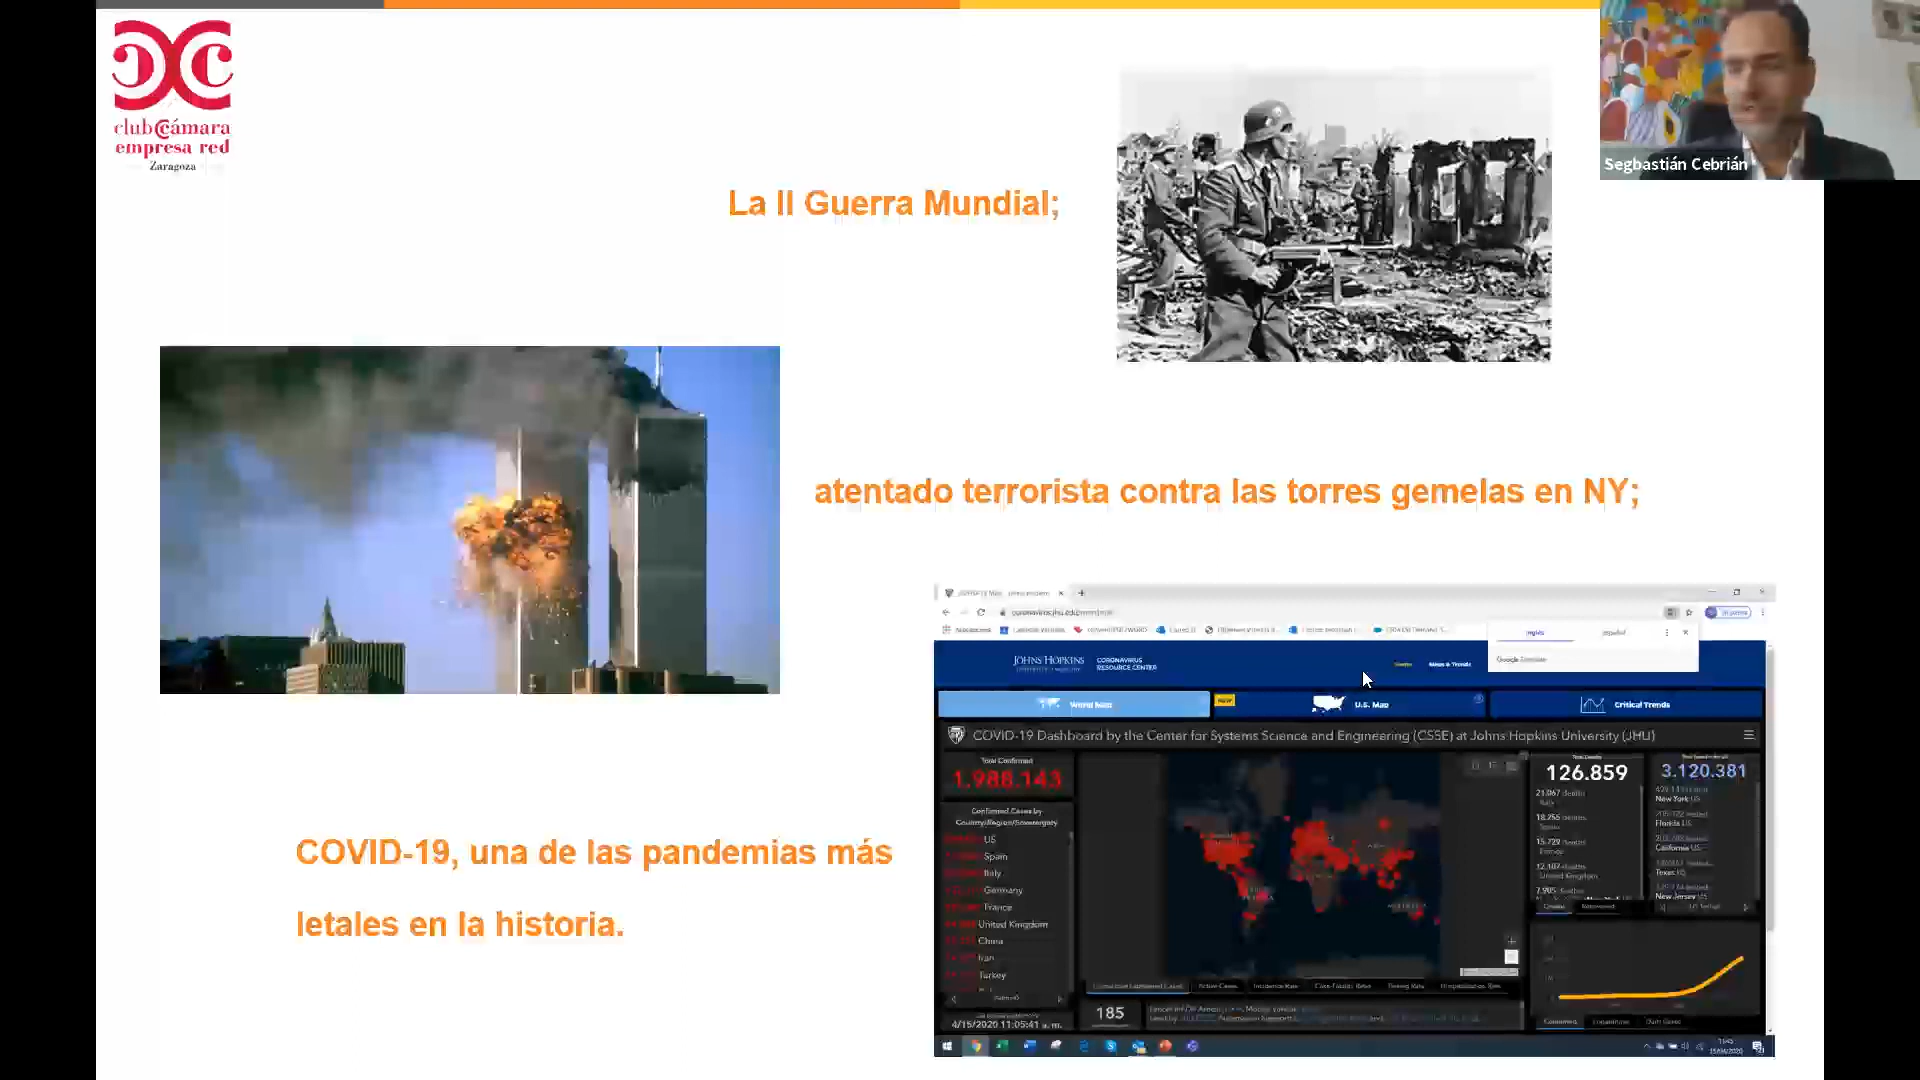 club cámara
empresa red
Zaragoza
Segbastián Cebrián
La II Guerra Mundial;
atentado terrorista contra las torres gemelas en NY;
COVID-19, una de las pandemias más
letales en la historia.
JOHNS HOPKINS
CORONAVIRUS
RESOURCE CENTER
News & Trends
Google
World Map
NEW
U.S. Map
Critical Trends
COVID-19 Dashboard by the Center for Systems Science and Engineering (CSSE) at Johns Hopkins University (JHU)
Total Confirmed
1.988.143
Confirmed Cases by
Country/Region/Sovereignty
US
Spain
Italy
Germany
France
United Kingdom
China
Iran
Turkey
4/15/2020 11:05:41 a. m.
185
126.859
21.067 deaths
Italy
18.255 deaths
Spain
15.729 deaths
France
12.107 deaths
United Kingdom
3.120.381
New York US
Florida US
California US
Texas US
New Jersey US